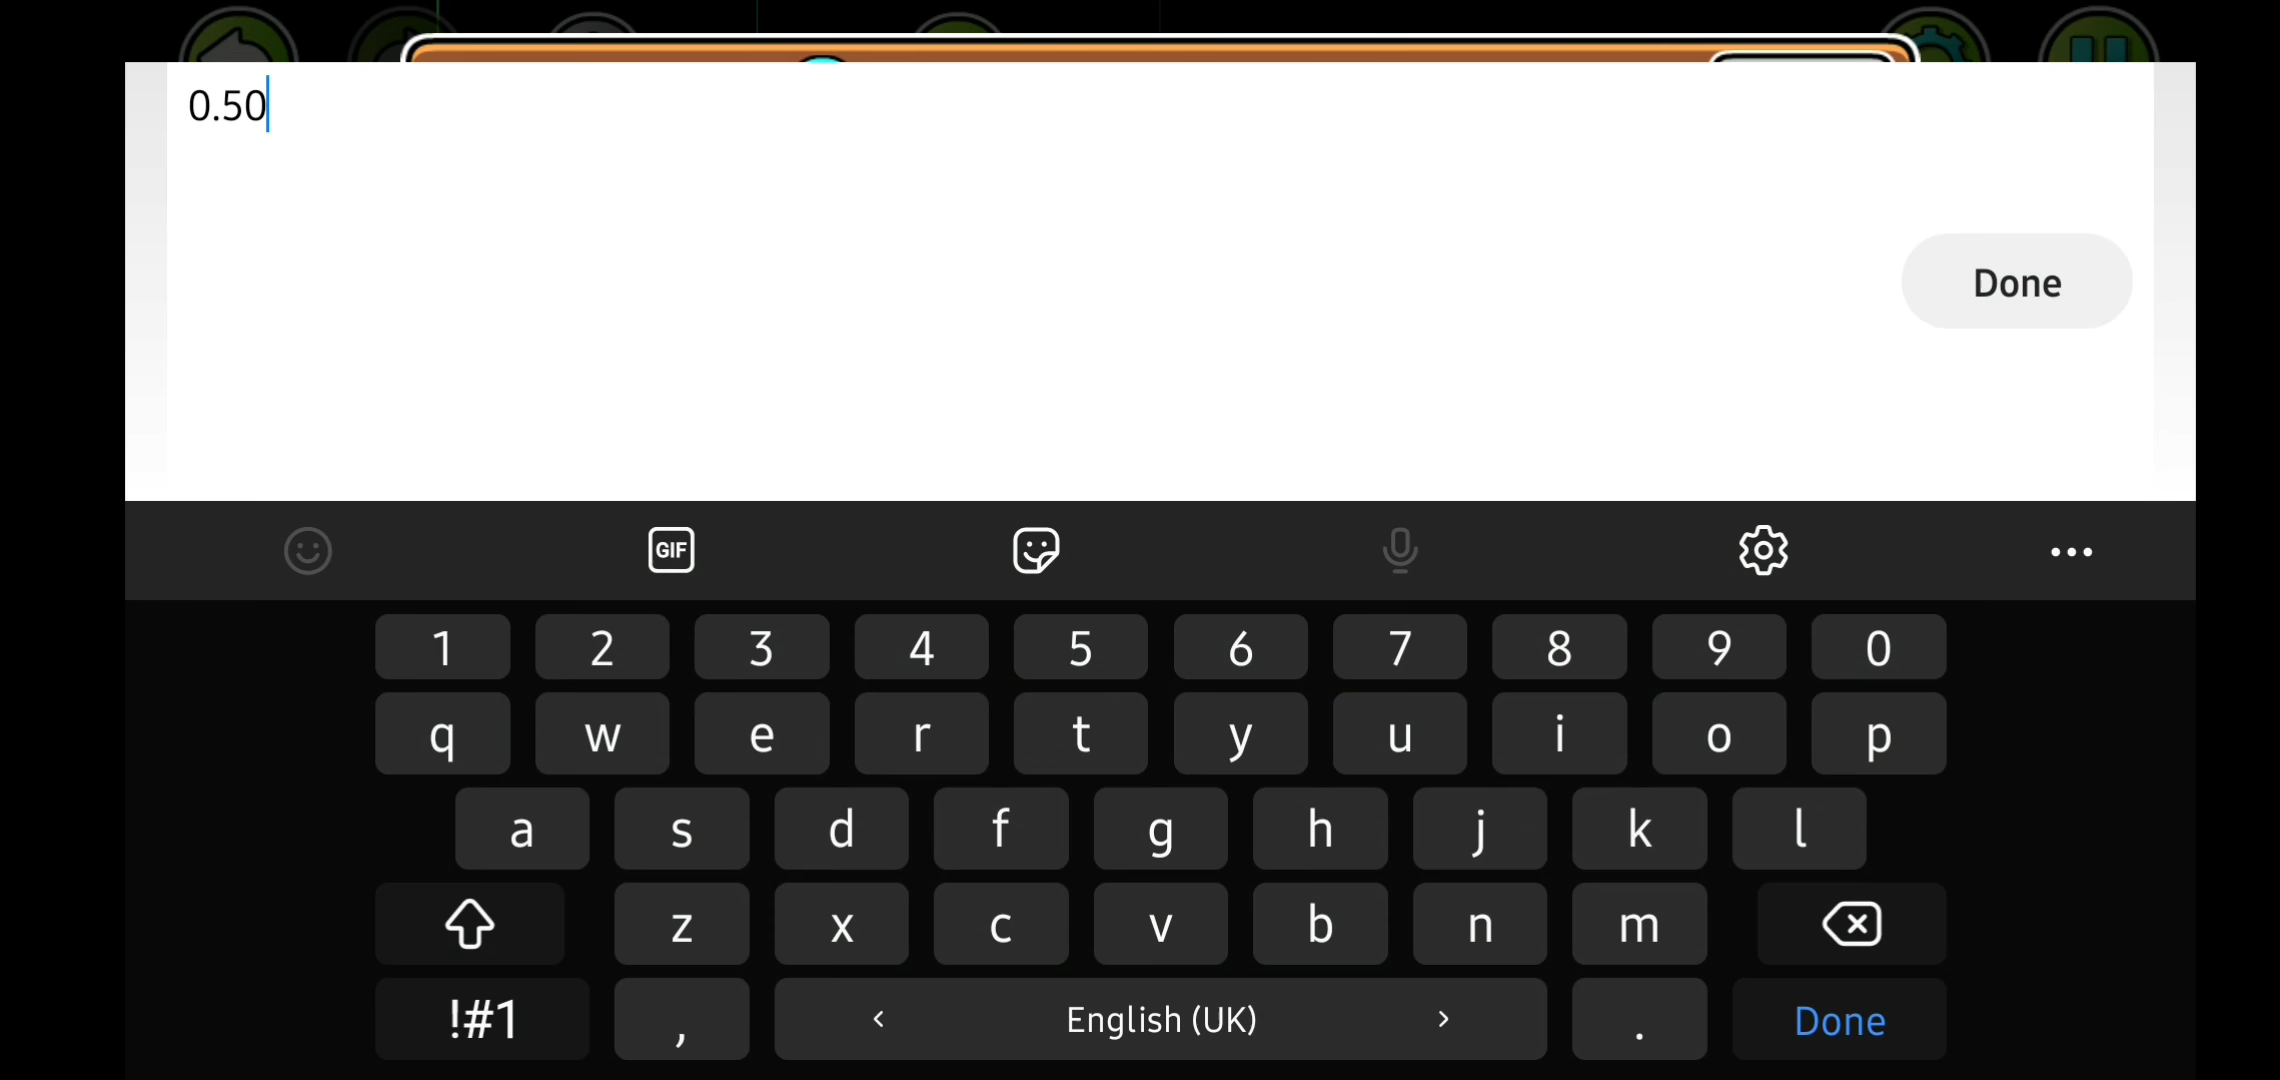 0.50
Done
GIF
1 2 3 4 5 6 7 8 9 0
q w e r t y u i o p
a s d f g h j k l
z x c v b n m
!#1 , < English (UK) > . Done